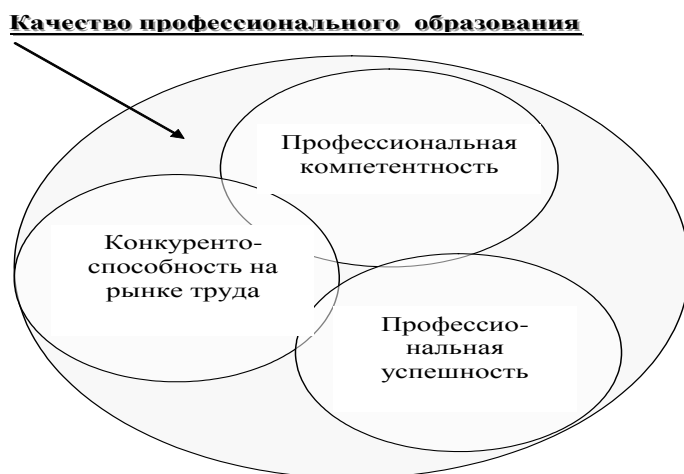 Качество профессионального образования
Профессиональная
компетентность
Конкуренто-
способность на
рынке труда
Профессио-
нальная
успешность